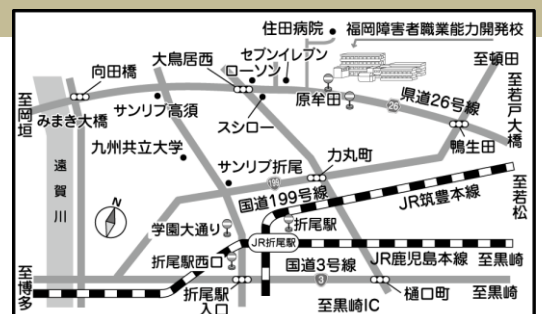 住田病院
福岡障害者職業能力開発校
セブンイレブン
大鳥居西
ローソン
至頓田
向田橋
サンリブ高須
スシロー
原牟田
県道26号線
26
至若戸大橋
至岡垣
みまき大橋
九州共立大学
鴨生田
遠賀川
サンリブ折尾
力丸町
199
国道199号線
JR筑豊本線
至若松
N
学園大通り
折尾駅
JR折尾駅
折尾駅西口
国道3号線
JR鹿児島本線
至黒崎
至博多
折尾駅
入口
3
至黒崎IC
樋口町
至黒崎